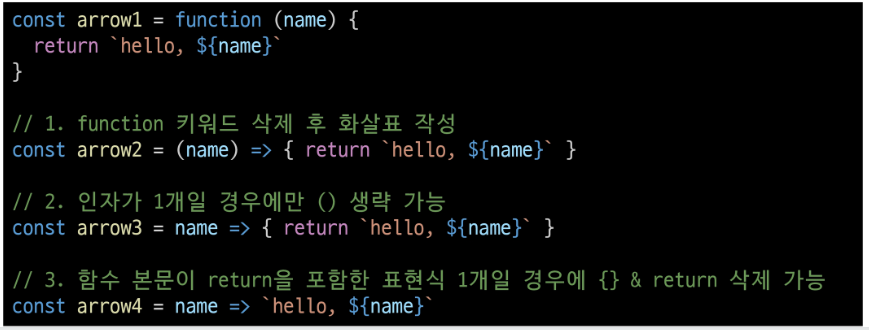 const arrow1 = function (name) {
  return `hello, ${name}`
}

// 1. function 키워드 삭제 후 화살표 작성
const arrow2 = (name) => { return `hello, ${name}` }

// 2. 인자가 1개일 경우에만 () 생략 가능
const arrow3 = name => { return `hello, ${name}` }

// 3. 함수 본문이 return을 포함한 표현식 1개일 경우에 {} & return 삭제 가능
const arrow4 = name => `hello, ${name}`